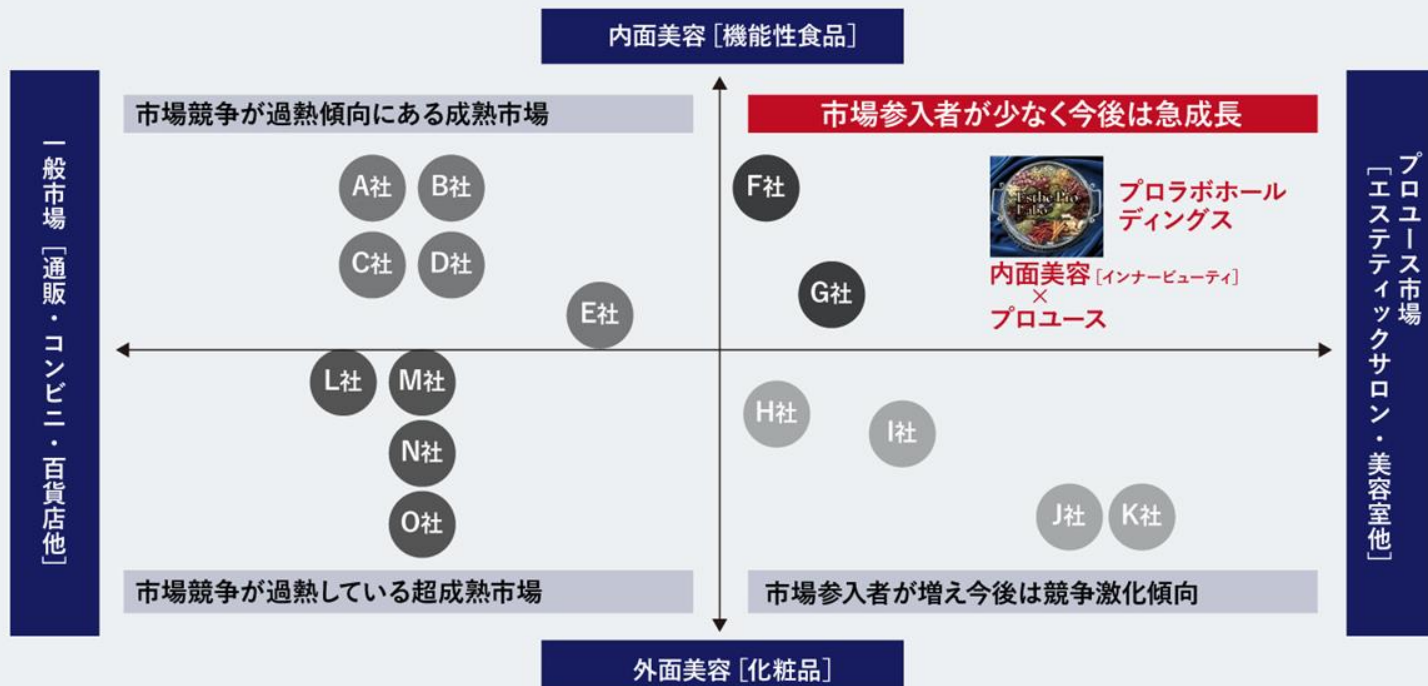 内面美容［機能性食品］
一般市場［通販・コンビニ・百貨店他］
プロユース市場
［エステティックサロン・美容室他］
市場競争が過熱傾向にある成熟市場
市場参入者が少なく今後は急成長
A社
B社
C社
D社
E社
F社
G社
Esthe Pro
Labo
プロラボホール
ディングス
内面美容［インナービューティ］
×
プロユース
L社
M社
N社
O社
H社
I社
J社
K社
市場競争が過熱している超成熟市場
市場参入者が増え今後は競争激化傾向
外面美容［化粧品］